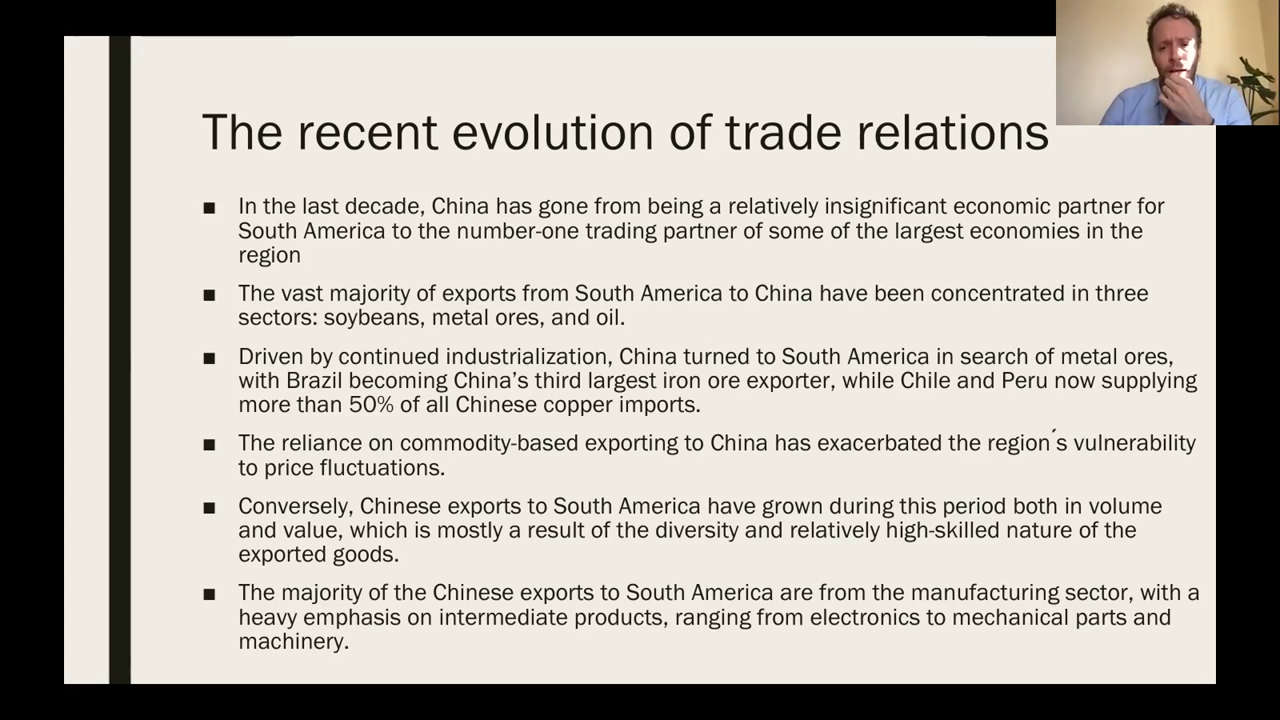 The recent evolution of trade relations
■ In the last decade, China has gone from being a relatively insignificant economic partner for
South America to the number-one trading partner of some of the largest economies in the
region
■ The vast majority of exports from South America to China have been concentrated in three
sectors: soybeans, metal ores, and oil.
■ Driven by continued industrialization, China turned to South America in search of metal ores,
with Brazil becoming China’s third largest iron ore exporter, while Chile and Peru now supplying
more than 50% of all Chinese copper imports.
■ The reliance on commodity-based exporting to China has exacerbated the region´s vulnerability
to price fluctuations.
■ Conversely, Chinese exports to South America have grown during this period both in volume
and value, which is mostly a result of the diversity and relatively high-skilled nature of the
exported goods.
■ The majority of the Chinese exports to South America are from the manufacturing sector, with a
heavy emphasis on intermediate products, ranging from electronics to mechanical parts and
machinery.